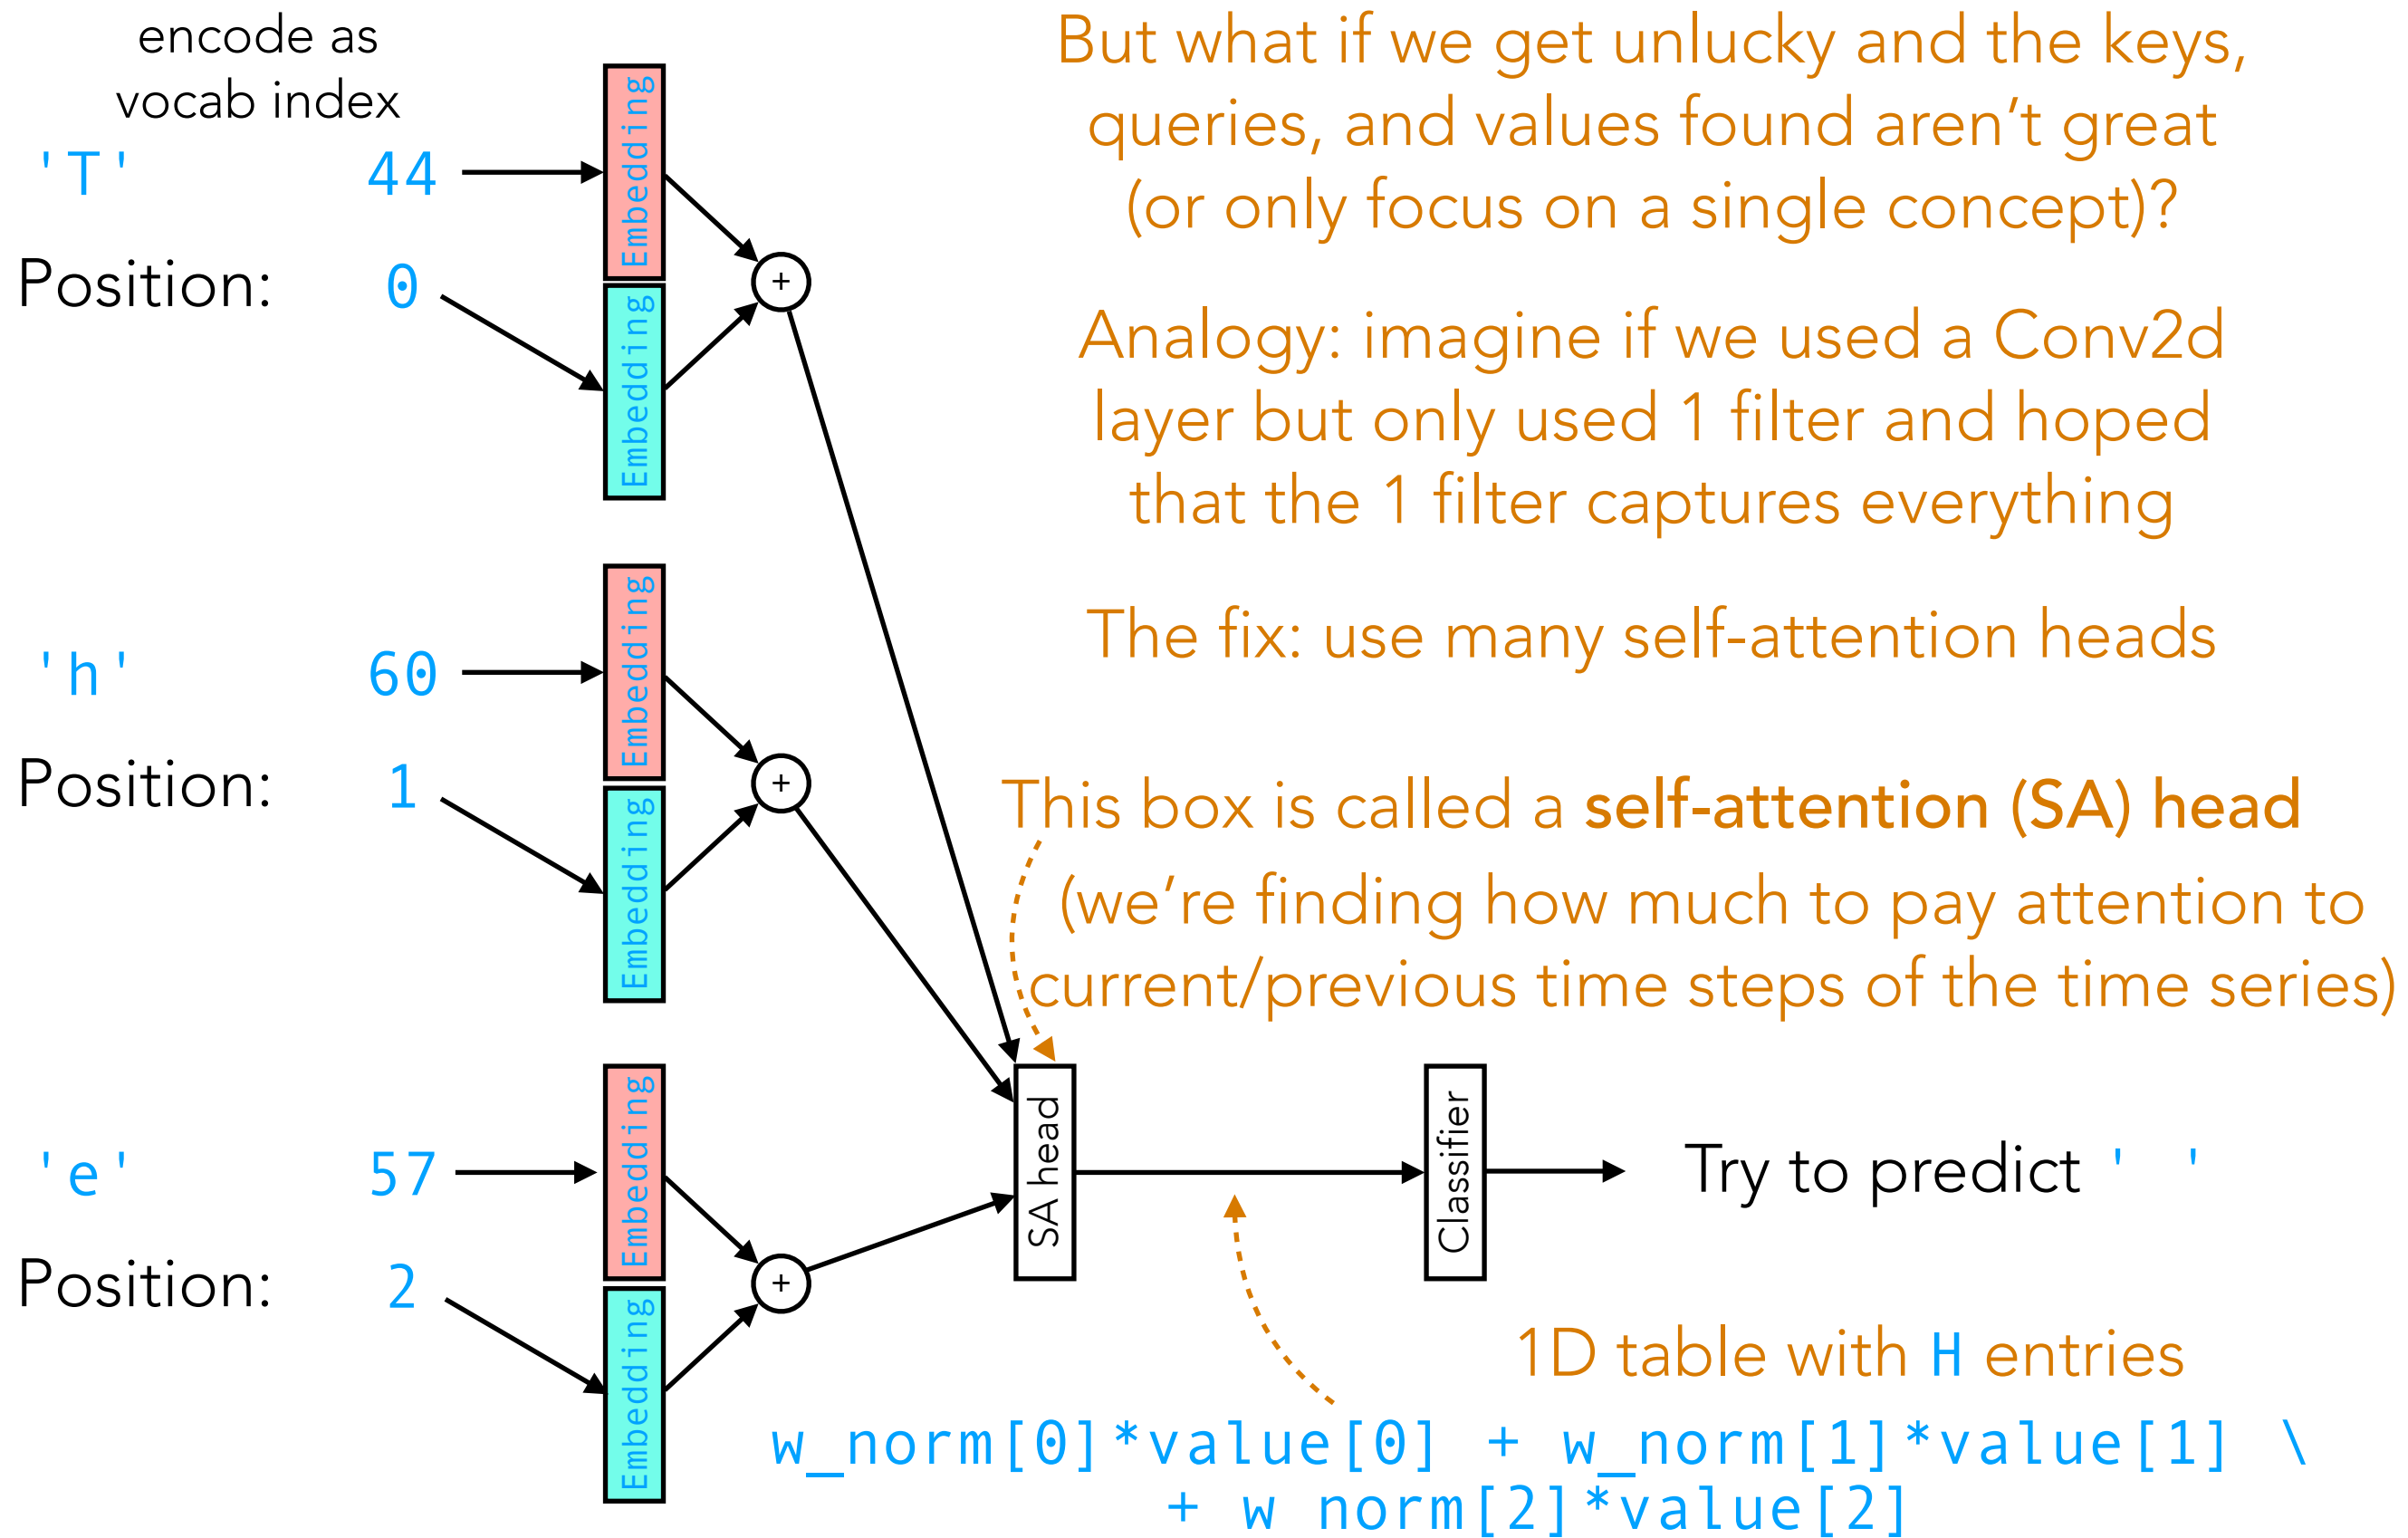 encode as
vocab index
'T' 44
Position: 0
Embedding
Embedding
+
'h' 60
Position: 1
Embedding
Embedding
+
'e' 57
Position: 2
Embedding
Embedding
+
But what if we get unlucky and the keys,
queries, and values found aren’t great
(or only focus on a single concept)?
Analogy: imagine if we used a Conv2d
layer but only used 1 filter and hoped
that the 1 filter captures everything
The fix: use many self-attention heads
This box is called a self-attention (SA) head
(we’re finding how much to pay attention to
current/previous time steps of the time series)
SA head
Classifier
Try to predict ' '
1D table with H entries
w_norm[0]*value[0] + w_norm[1]*value[1] \
+ w norm[2]*value[2]